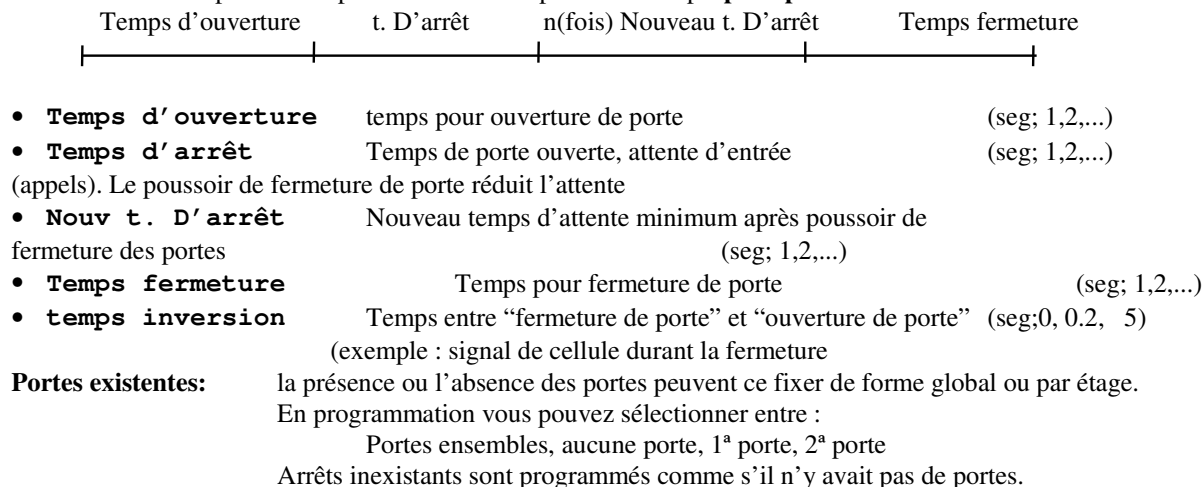 Temps d'ouverture t. D'arrêt n(fois) Nouveau t. D'arrêt Temps fermeture
• Temps d'ouverture temps pour ouverture de porte (seg; 1,2,...)
• Temps d'arrêt Temps de porte ouverte, attente d'entrée (seg; 1,2,...)
(appels). Le poussoir de fermeture de porte réduit l'attente
• Nouv t. D'arrêt Nouveau temps d'attente minimum après poussoir de
fermeture des portes (seg; 1,2,...)
• Temps fermeture Temps pour fermeture de porte (seg; 1,2,...)
• temps inversion Temps entre “fermeture de porte” et “ouverture de porte” (seg;0, 0.2, 5)
(exemple : signal de cellule durant la fermeture
Portes existentes: la présence ou l'absence des portes peuvent ce fixer de forme global ou par étage.
En programmation vous pouvez sélectionner entre :
Portes ensembles, aucune porte, 1ª porte, 2ª porte
Arrêts inexistants sont programmés comme s'il n'y avait pas de portes.